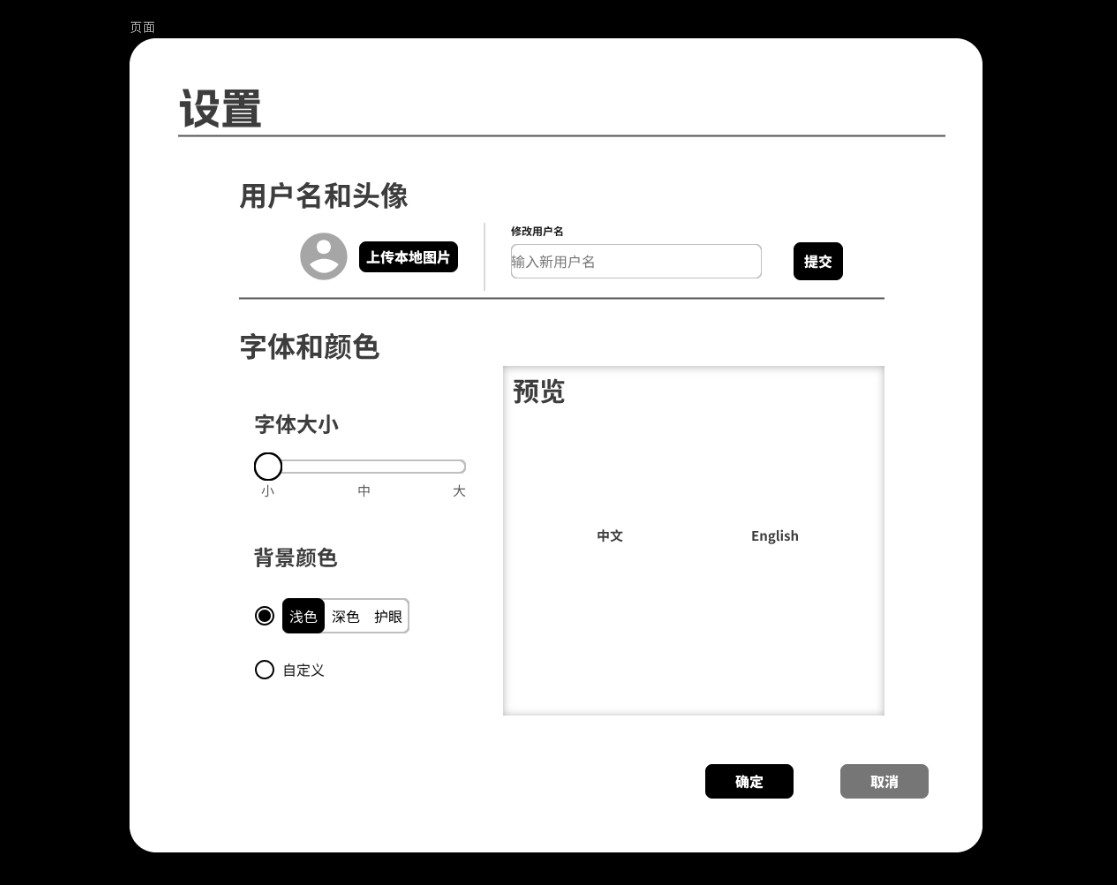 页面
设置
用户名和头像
上传本地图片
修改用户名
输入新用户名
提交
字体和颜色
预览
字体大小
小 中 大
中文 English
背景颜色
浅色 深色 护眼
自定义
确定 取消